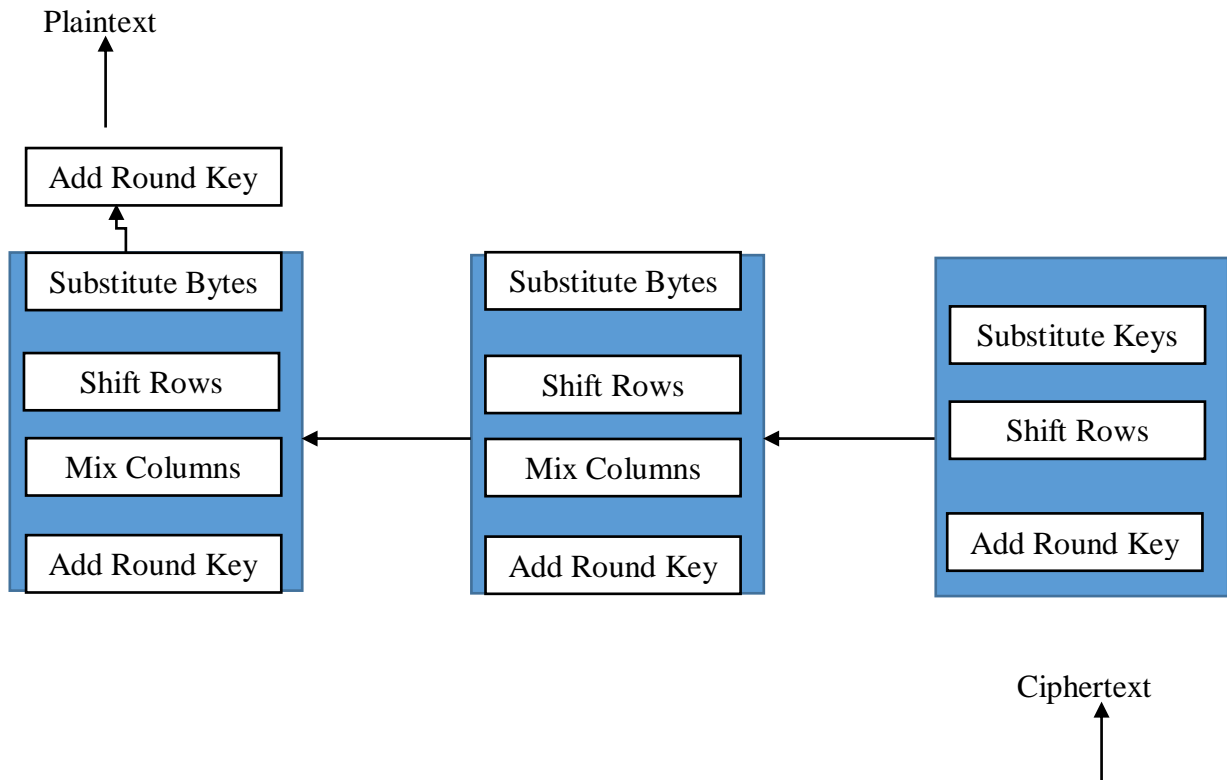 Plaintext
Add Round Key
Substitute Bytes
Shift Rows
Mix Columns
Add Round Key
Substitute Bytes
Shift Rows
Mix Columns
Add Round Key
Substitute Keys
Shift Rows
Add Round Key
Ciphertext